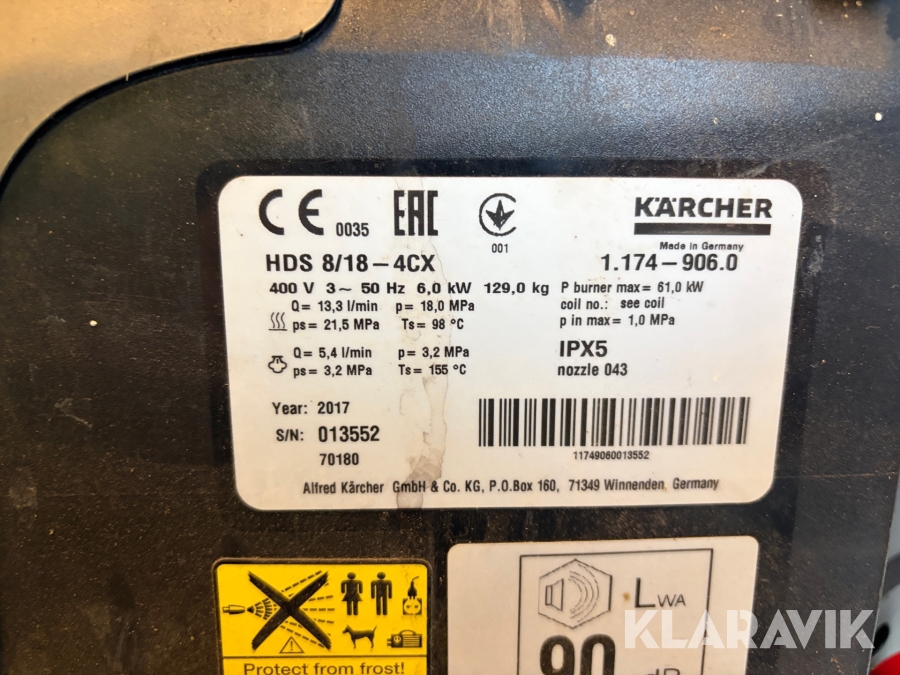 CE 0035 EAC 001 KÄRCHER
Made in Germany
HDS 8/18-4CX 1.174-906.0
400 V 3~ 50 Hz 6,0 kW 129,0 kg P burner max= 61,0 kW
Q= 13,3 l/min p= 18,0 MPa coil no.: see coil
ps= 21,5 MPa Ts= 98 °C p in max= 1,0 MPa
Q= 5,4 l/min p= 3,2 MPa IPX5
ps= 3,2 MPa Ts= 155 °C nozzle 043
Year: 2017
S/N: 013552
70180 11749060013552
Alfred Kärcher GmbH & Co. KG, P.O.Box 160, 71349 Winnenden, Germany
LWA
90 dB
Protect from frost!
KLARAVIK